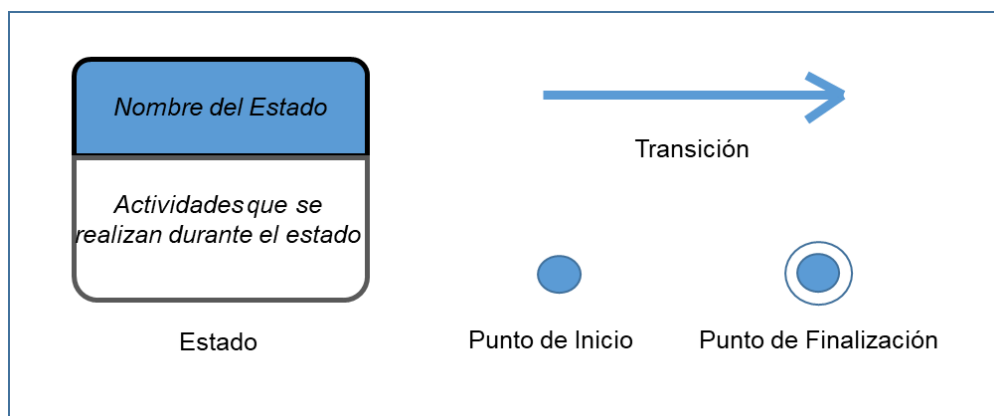 Nombre del Estado
Actividades que se
realizan durante el estado
Estado
Transición
Punto de Inicio
Punto de Finalización